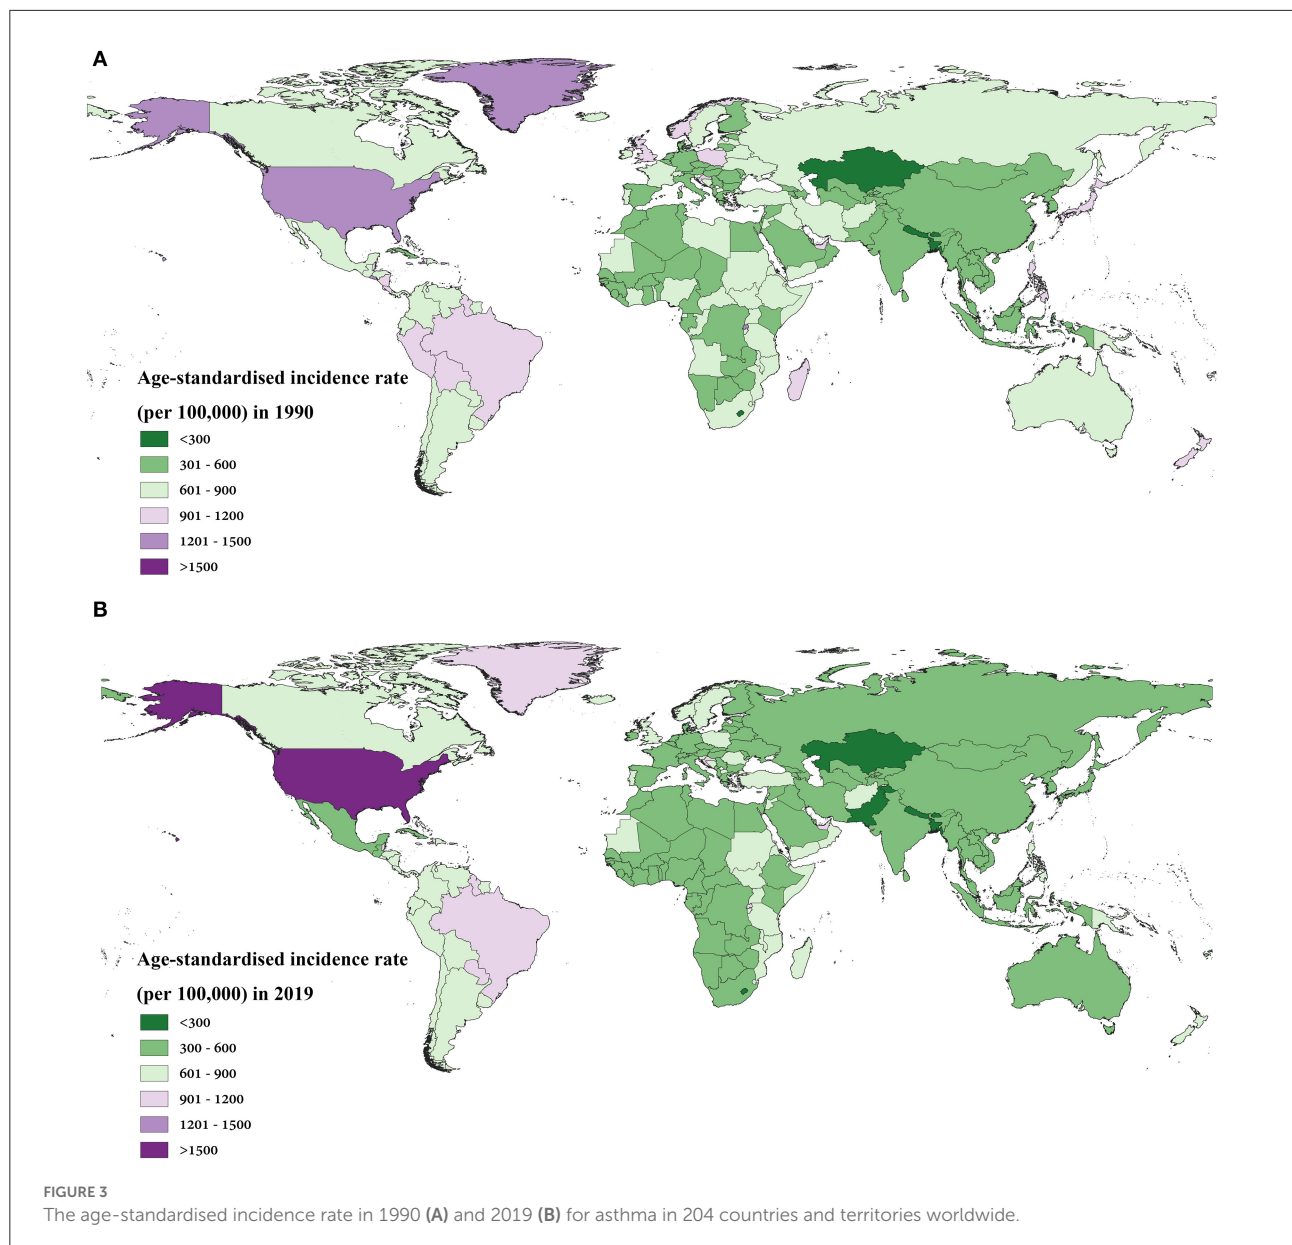 A
Age-standardised incidence rate
(per 100,000) in 1990
<300
301 - 600
601 - 900
901 - 1200
1201 - 1500
>1500
B
Age-standardised incidence rate
(per 100,000) in 2019
<300
300 - 600
601 - 900
901 - 1200
1201 - 1500
>1500
FIGURE 3
The age-standardised incidence rate in 1990 (A) and 2019 (B) for asthma in 204 countries and territories worldwide.